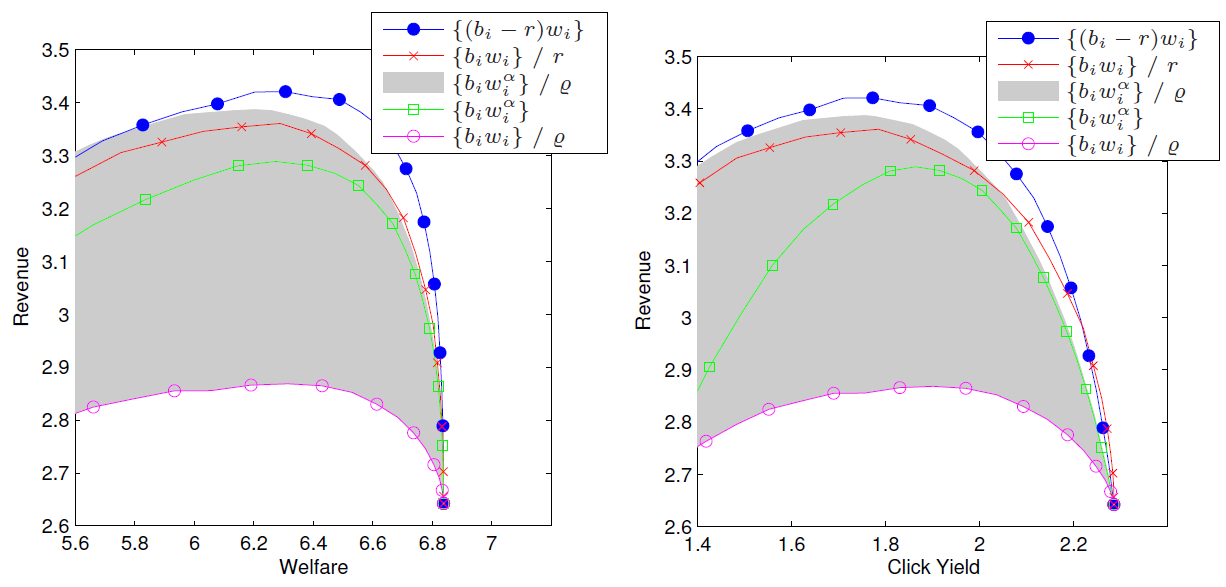 {(b_i − r)w_i}
{b_i w_i} / r
{b_i w_i^α} / ϱ
{b_i w_i^α}
{b_i w_i} / ϱ
3.5
3.4
3.3
3.2
3.1
3
2.9
2.8
2.7
2.6
Revenue
5.6 5.8 6 6.2 6.4 6.6 6.8 7
Welfare
{(b_i − r)w_i}
{b_i w_i} / r
{b_i w_i^α} / ϱ
{b_i w_i^α}
{b_i w_i} / ϱ
3.5
3.4
3.3
3.2
3.1
3
2.9
2.8
2.7
2.6
Revenue
1.4 1.6 1.8 2 2.2
Click Yield